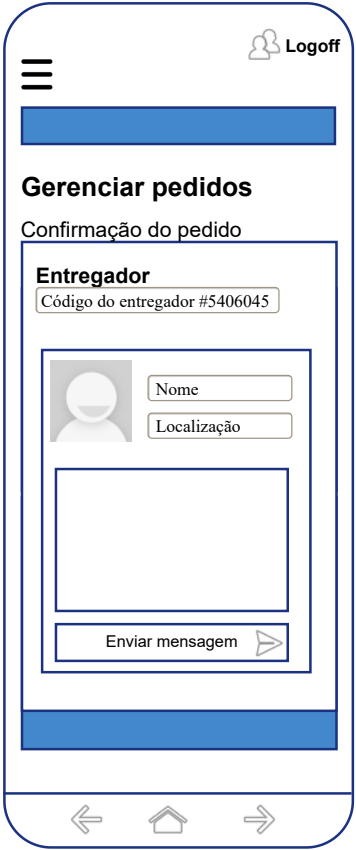 Logoff
Gerenciar pedidos
Confirmação do pedido
Entregador
Código do entregador #5406045
Nome
Localização
Enviar mensagem